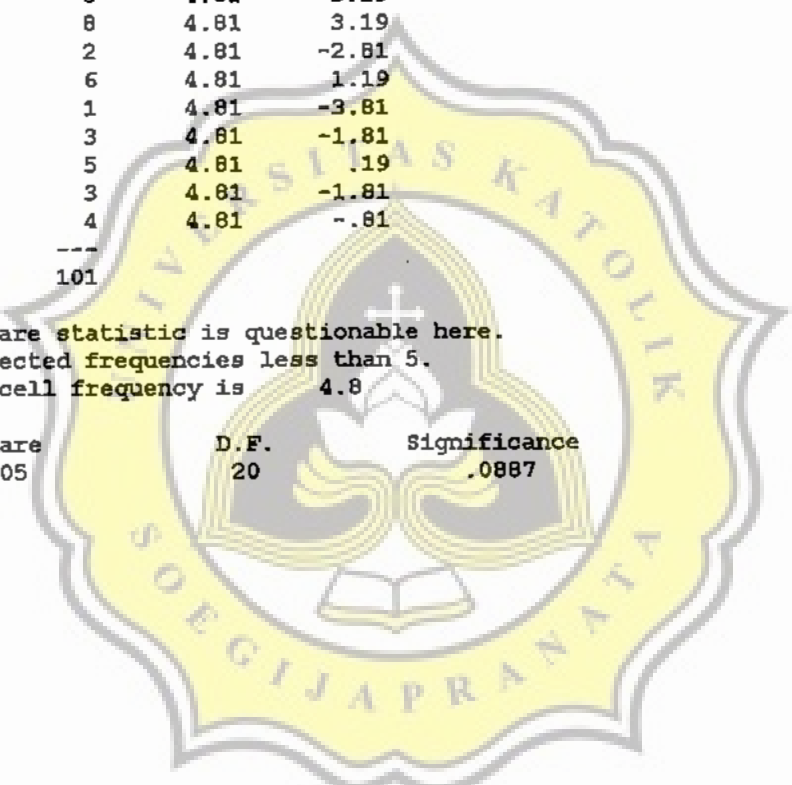 8 4.81 3.19
2 4.81 -2.81
6 4.81 1.19
1 4.81 -3.81
3 4.81 -1.81
5 4.81 .19
3 4.81 -1.81
4 4.81 -.81
---
101
are statistic is questionable here.
ected frequencies less than 5.
cell frequency is 4.8
are D.F. Significance
05 20 .0887
UNIVERSITAS KATOLIK
SOEGIJAPRANATA